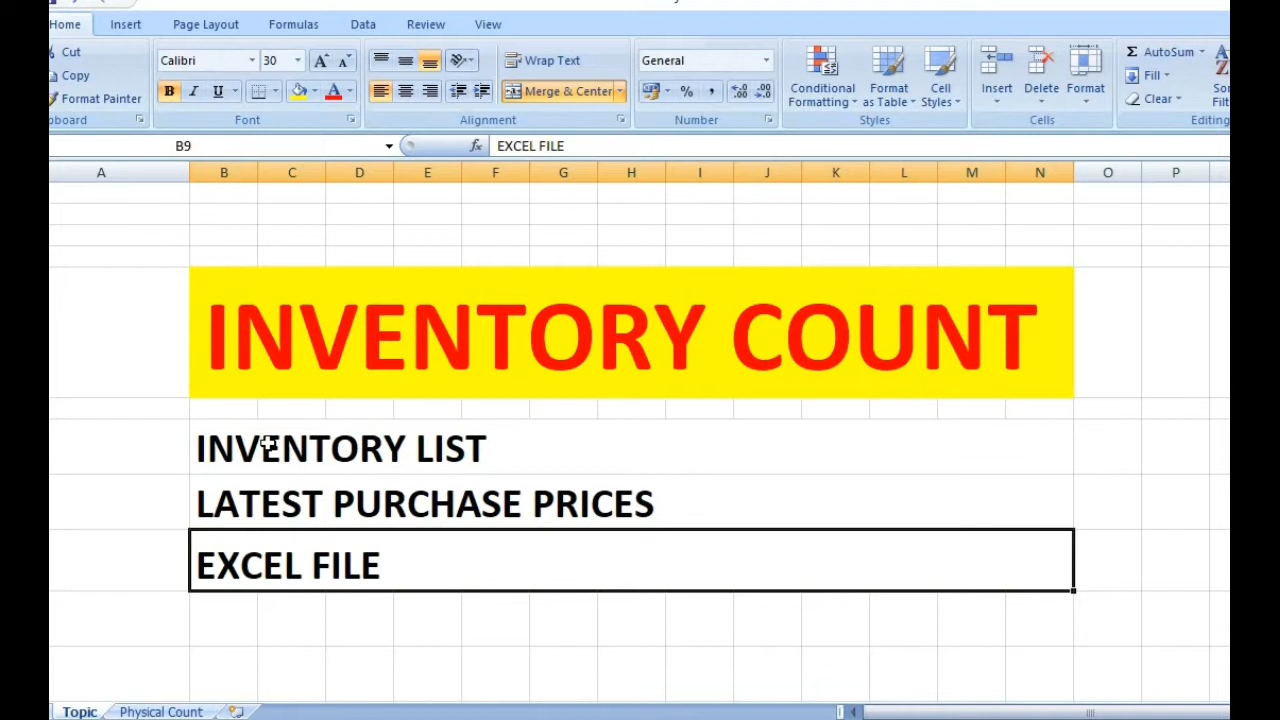 Home Insert Page Layout Formulas Data Review View
Cut
Copy
Format Painter
Calibri 30
B I U A
Wrap Text
Merge & Center
General
% ,
Conditional Formatting
Format as Table
Cell Styles
Insert Delete Format
AutoSum
Fill
Clear
Font Alignment Number Styles Cells Editing
B9 fx EXCEL FILE
A B C D E F G H I J K L M N O P
INVENTORY COUNT
INVENTORY LIST
LATEST PURCHASE PRICES
EXCEL FILE
Topic Physical Count